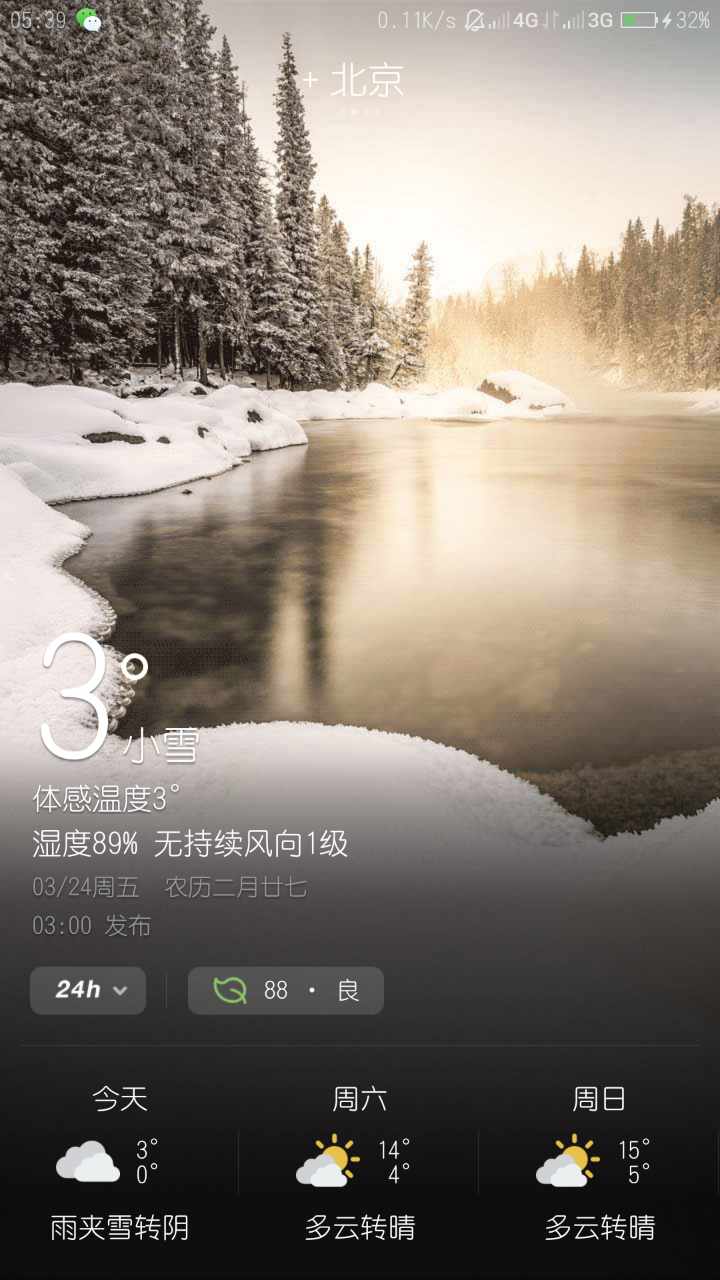 05:39 0.11K/s 4G 3G 32%
+ 北京
3°
小雪
体感温度3°
湿度89% 无持续风向1级
03/24周五 农历二月廿七
03:00 发布
24h 88 · 良
今天 周六 周日
3° 14° 15°
0° 4° 5°
雨夹雪转阴 多云转晴 多云转晴